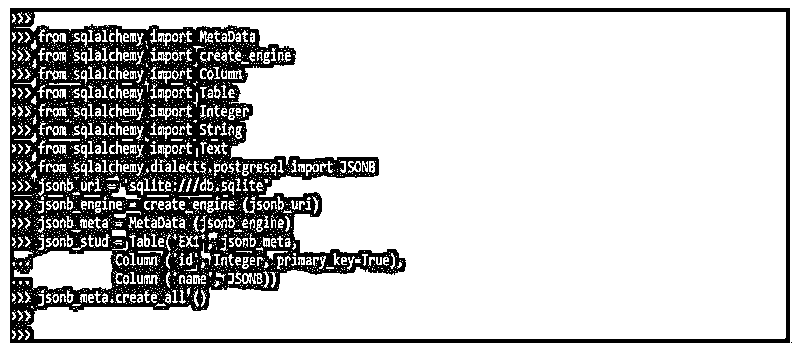 >>>
>>> from sqlalchemy import MetaData
>>> from sqlalchemy import create_engine
>>> from sqlalchemy import Column
>>> from sqlalchemy import Table
>>> from sqlalchemy import Integer
>>> from sqlalchemy import String
>>> from sqlalchemy import Text
>>> from sqlalchemy.dialects.postgresql import JSONB
>>> jsonb_uri = 'sqlite:///db.sqlite'
>>> jsonb_engine = create_engine (jsonb_uri)
>>> jsonb_meta = MetaData (jsonb_engine)
>>> jsonb_stud = Table('EX1', jsonb_meta,
...         Column ('id', Integer, primary_key=True),
...         Column ('name', JSONB))
>>> jsonb_meta.create_all ()
>>>
>>>